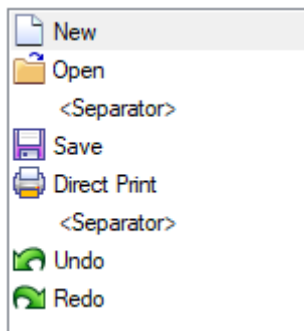 New
Open
<Separator>
Save
Direct Print
<Separator>
Undo
Redo